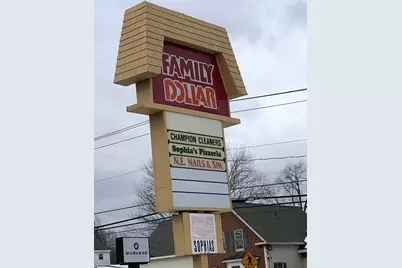 FAMILY
DOLLAR
CHAMPION CLEANERS
Sophia's Pizzeria
N.E. NAILS & SPA
SOPHIAS
WORKERS